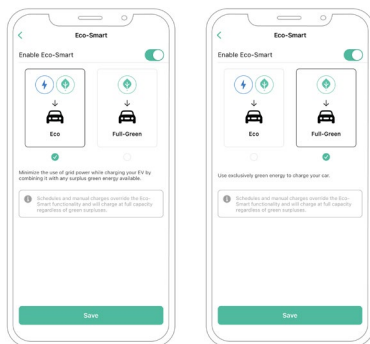 Eco-Smart
Enable Eco-Smart
Eco
Full-Green
Minimize the use of grid power while charging your EV by
combining it with any surplus green energy available.
Schedules and manual charges override the Eco-
Smart functionality and will charge at full capacity
regardless of green surpluses.
Save
Eco-Smart
Enable Eco-Smart
Eco
Full-Green
Use exclusively green energy to charge your car.
Schedules and manual charges override the Eco-
Smart functionality and will charge at full capacity
regardless of green surpluses.
Save